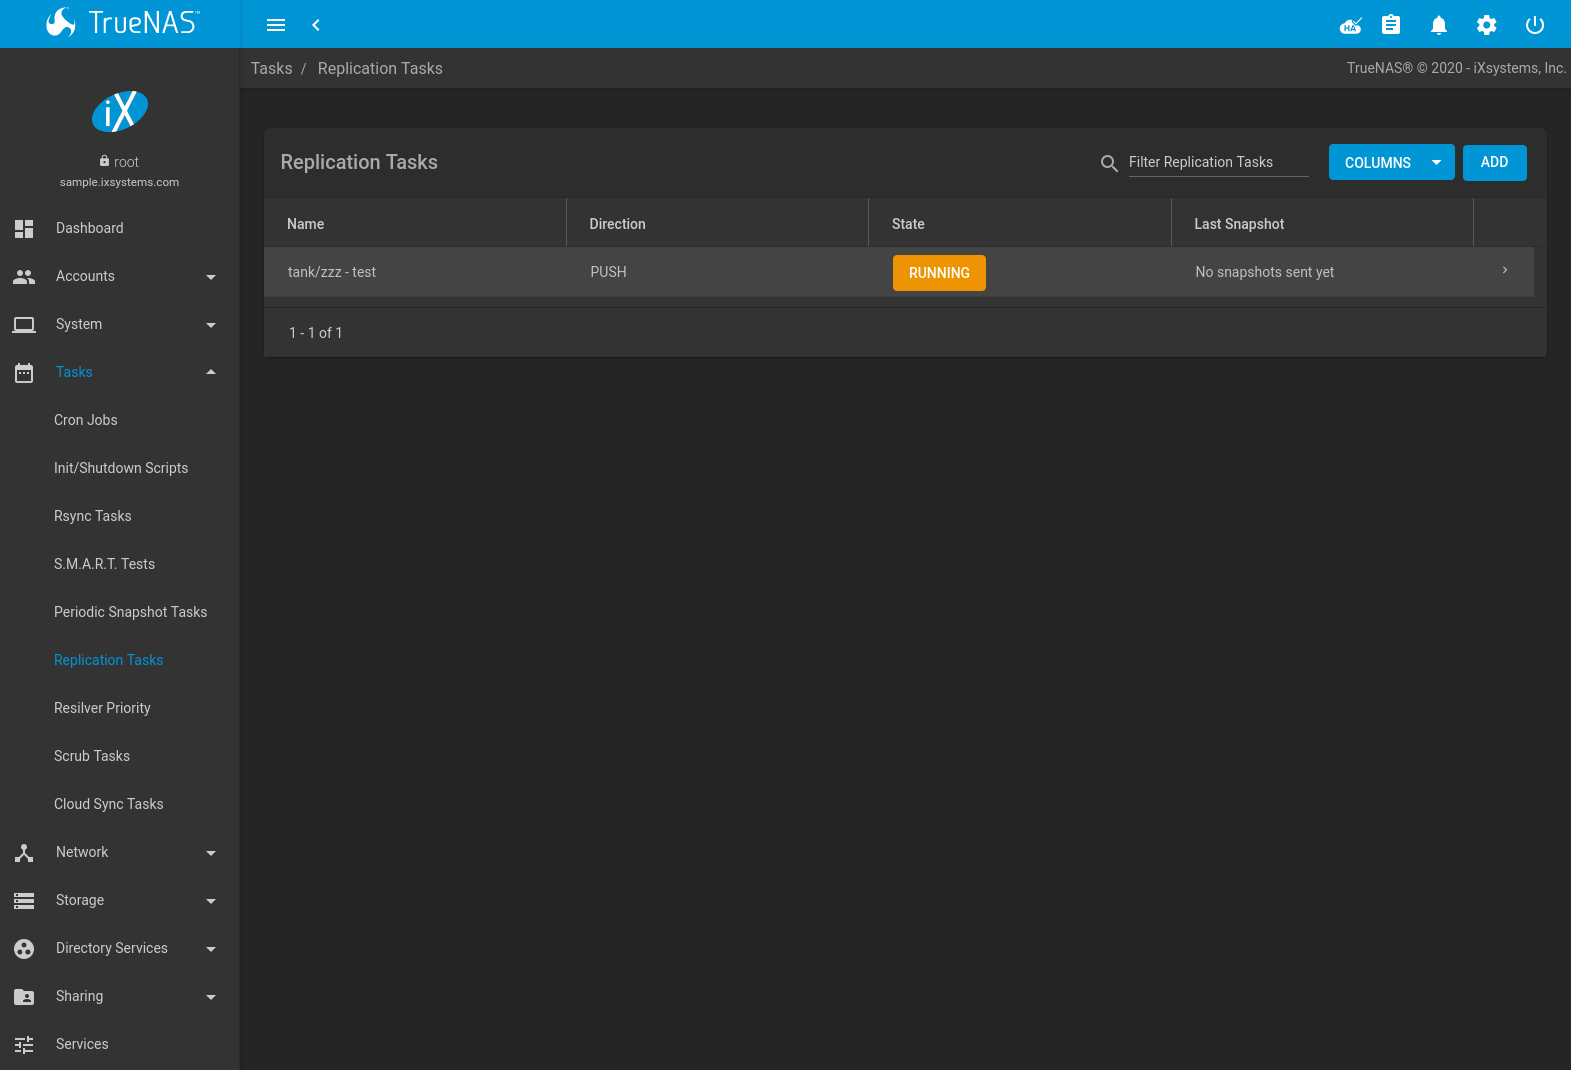 TrueNAS™
Tasks / Replication Tasks
TrueNAS® © 2020 - iXsystems, Inc.
HA
iX
root
sample.ixsystems.com
Dashboard
Accounts
System
Tasks
Cron Jobs
Init/Shutdown Scripts
Rsync Tasks
S.M.A.R.T. Tests
Periodic Snapshot Tasks
Replication Tasks
Resilver Priority
Scrub Tasks
Cloud Sync Tasks
Network
Storage
Directory Services
Sharing
Services
Replication Tasks
Filter Replication Tasks
COLUMNS
ADD
Name Direction State Last Snapshot
tank/zzz - test PUSH RUNNING No snapshots sent yet
1 - 1 of 1